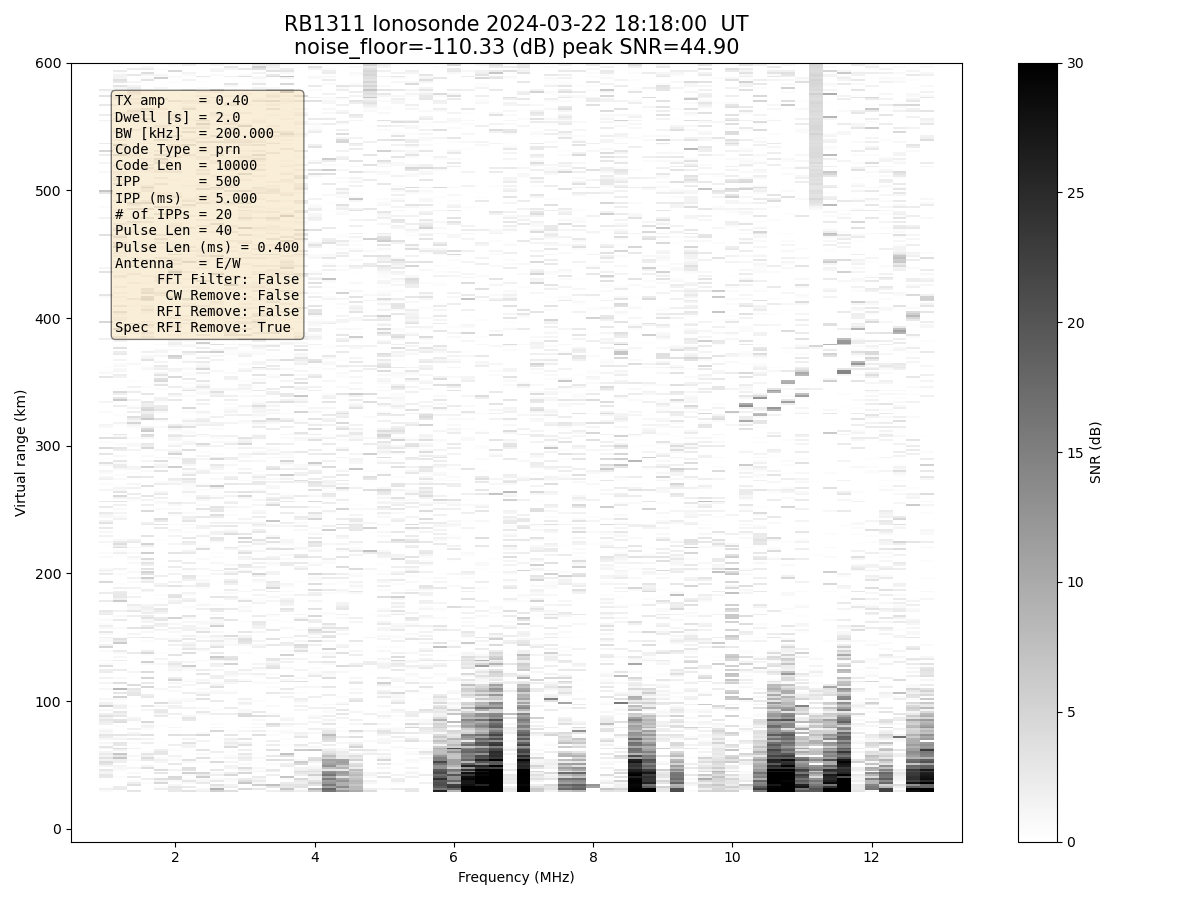 RB1311 Ionosonde 2024-03-22 18:18:00  UT
noise_floor=-110.33 (dB) peak SNR=44.90
TX amp    = 0.40
Dwell [s] = 2.0
BW [kHz]  = 200.000
Code Type = prn
Code Len  = 10000
IPP       = 500
IPP (ms)  = 5.000
# of IPPs = 20
Pulse Len = 40
Pulse Len (ms) = 0.400
Antenna   = E/W
FFT Filter: False
CW Remove: False
RFI Remove: False
Spec RFI Remove: True
Virtual range (km)
600
500
400
300
200
100
0
2 4 6 8 10 12
Frequency (MHz)
30
25
20
15
10
5
0
SNR (dB)